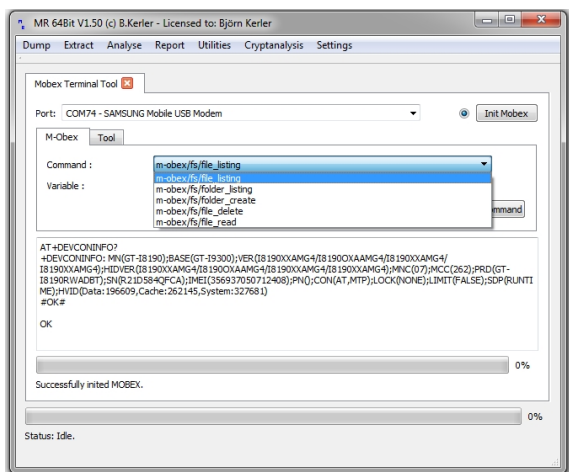 MR 64Bit V1.50 (c) B.Kerler - Licensed to: Björn Kerler
Dump Extract Analyse Report Utilities Cryptanalysis Settings
Mobex Terminal Tool
Port: COM74 - SAMSUNG Mobile USB Modem Init Mobex
M-Obex Tool
Command : m-obex/fs/file_listing
m-obex/fs/file_listing
Variable : m-obex/fs/folder_listing
m-obex/fs/folder_create
m-obex/fs/file_delete mmand
m-obex/fs/file_read
AT+DEVCONINFO?
+DEVCONINFO: MN(GT-I8190);BASE(GT-I9300);VER(I8190XXAMG4/I8190OXAAMG4/I8190XXAMG4/
I8190XXAMG4);HIDVER(I8190XXAMG4/I8190OXAAMG4/I8190XXAMG4/I8190XXAMG4);MNC(07);MCC(262);PRD(GT-
I8190RWADBT);SN(R21D584QFCA);IMEI(356937050712408);PN();CON(AT,MTP);LOCK(NONE);LIMIT(FALSE);SDP(RUNTI
ME);HVID(Data:196609,Cache:262145,System:327681)
#OK#
OK
0%
Successfully inited MOBEX.
0%
Status: Idle.